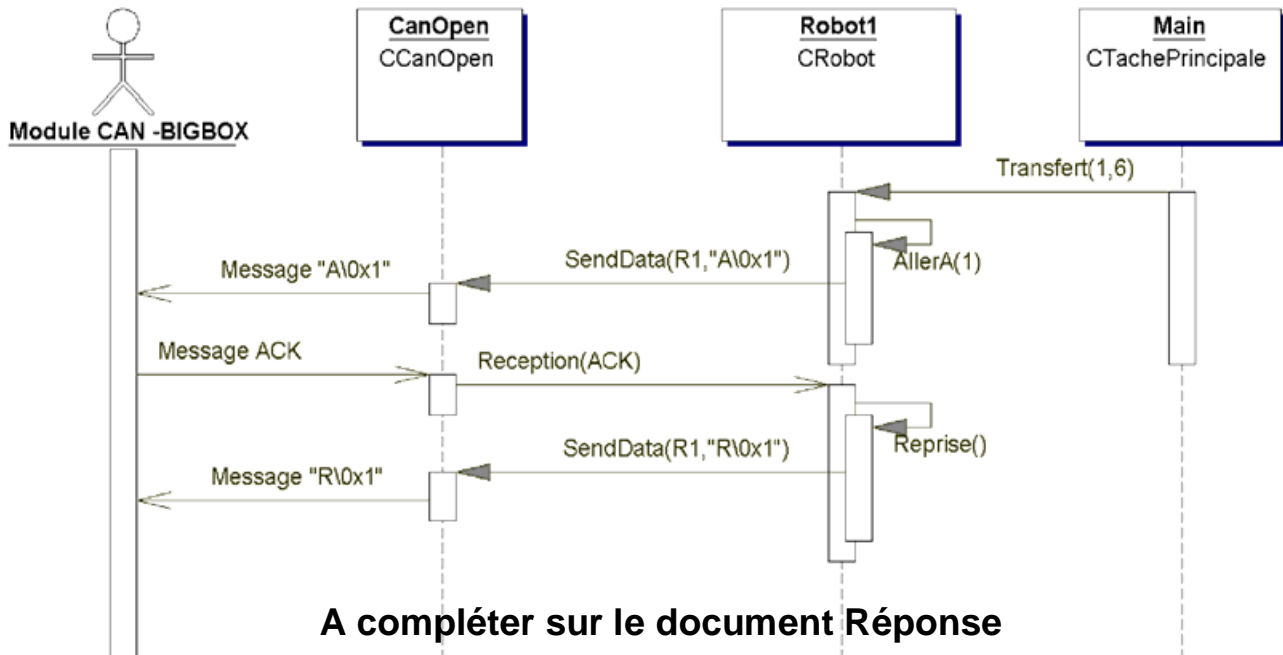 CanOpen
CCanOpen
Robot1
CRobot
Main
CTachePrincipale
Module CAN -BIGBOX
Transfert(1,6)
AllerA(1)
SendData(R1,"A\0x1")
Message "A\0x1"
Message ACK
Reception(ACK)
Reprise()
SendData(R1,"R\0x1")
Message "R\0x1"
A compléter sur le document Réponse